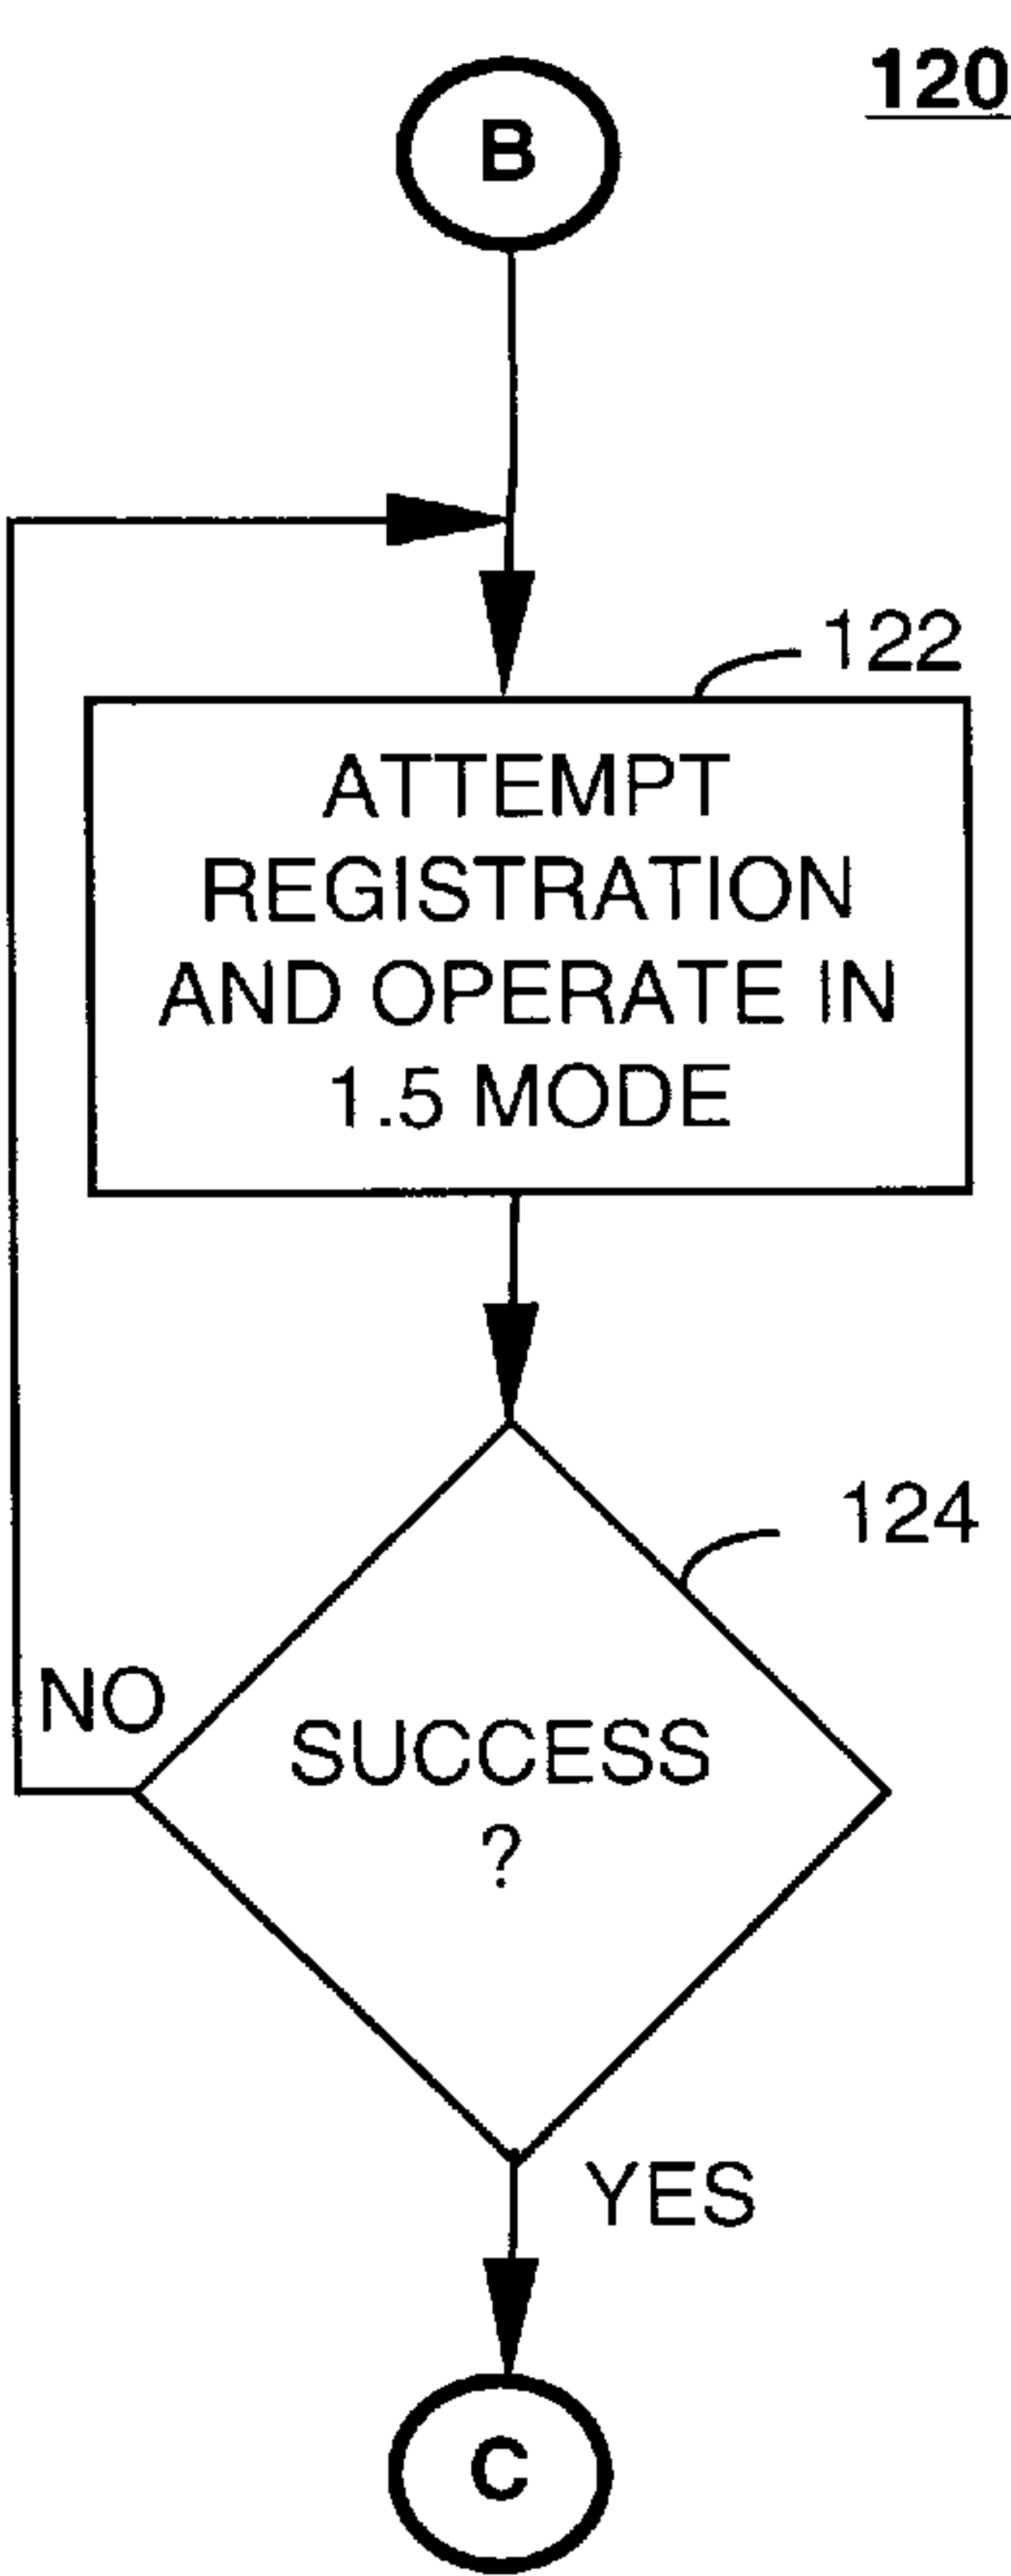 120
B
122
ATTEMPT
REGISTRATION
AND OPERATE IN
1.5 MODE
124
NO
SUCCESS
?
YES
C